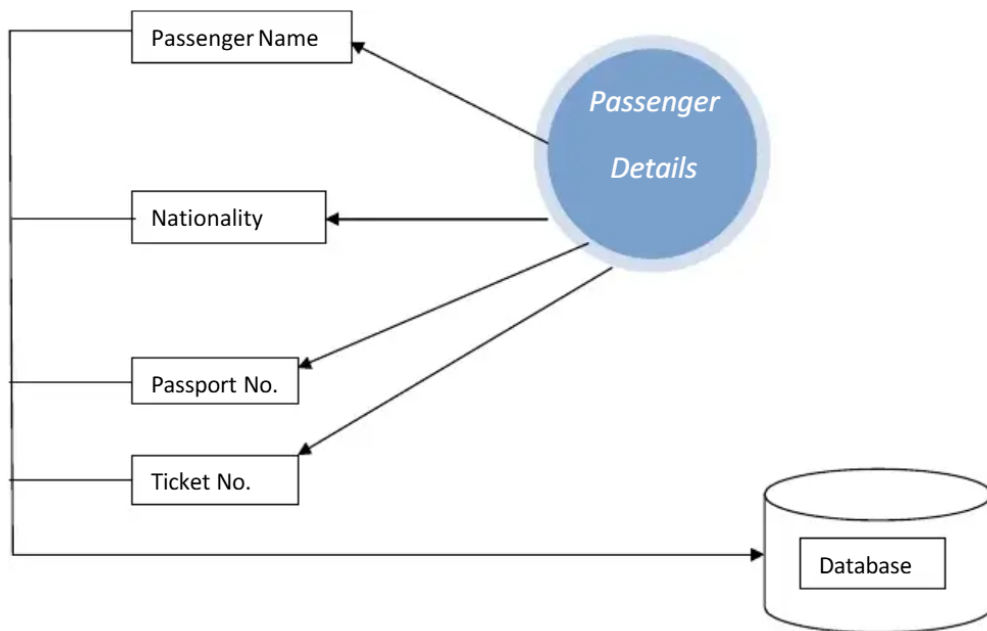 Passenger Name
Passenger
Details
Nationality
Passport No.
Ticket No.
Database